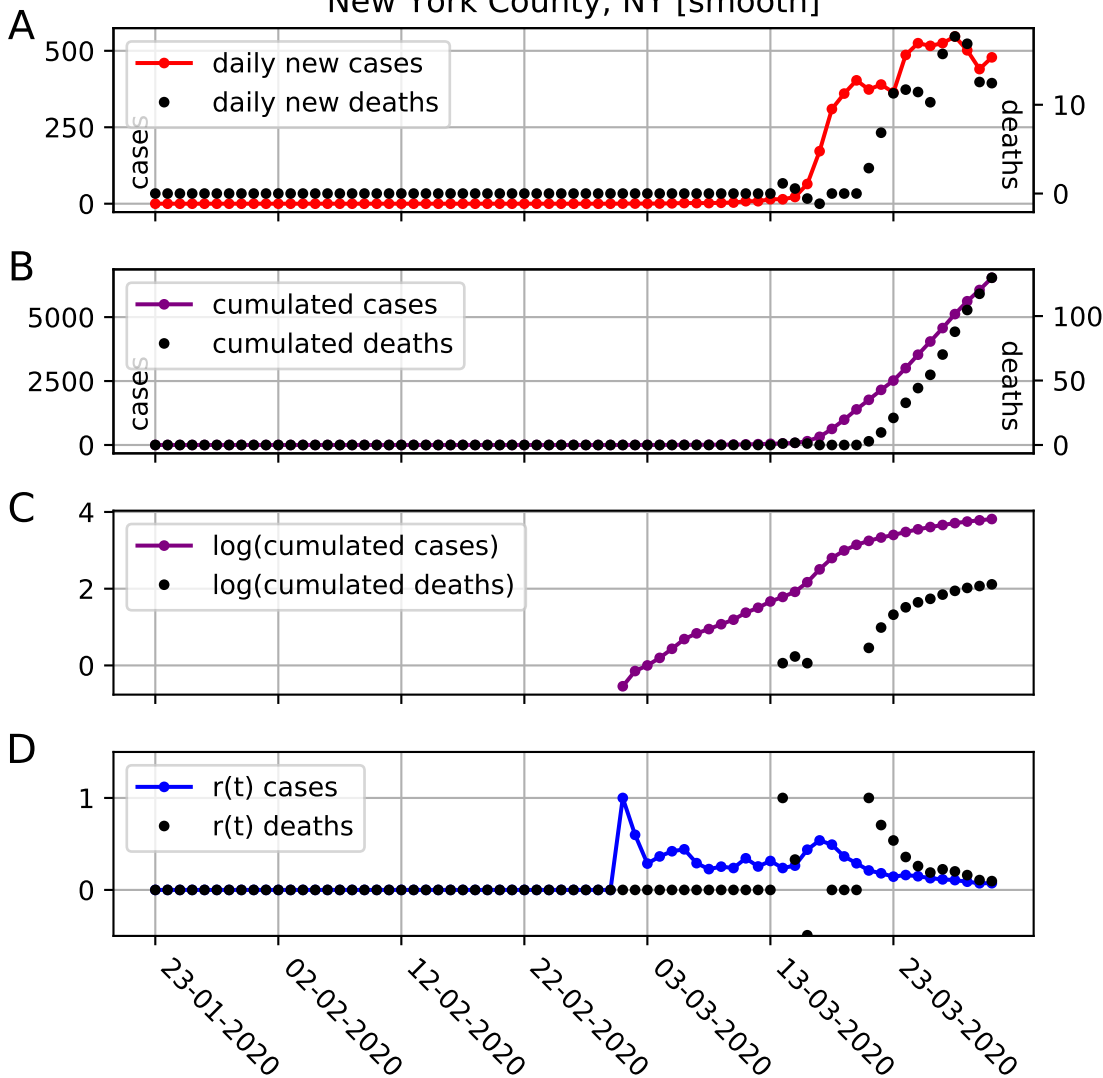 New York County, NY [smooth]
A
500
250
0
daily new cases
daily new deaths
cases
deaths
10
0
B
5000
2500
0
cumulated cases
cumulated deaths
cases
deaths
100
50
0
C
4
2
0
log(cumulated cases)
log(cumulated deaths)
D
1
0
r(t) cases
r(t) deaths
23-01-2020
02-02-2020
12-02-2020
22-02-2020
03-03-2020
13-03-2020
23-03-2020